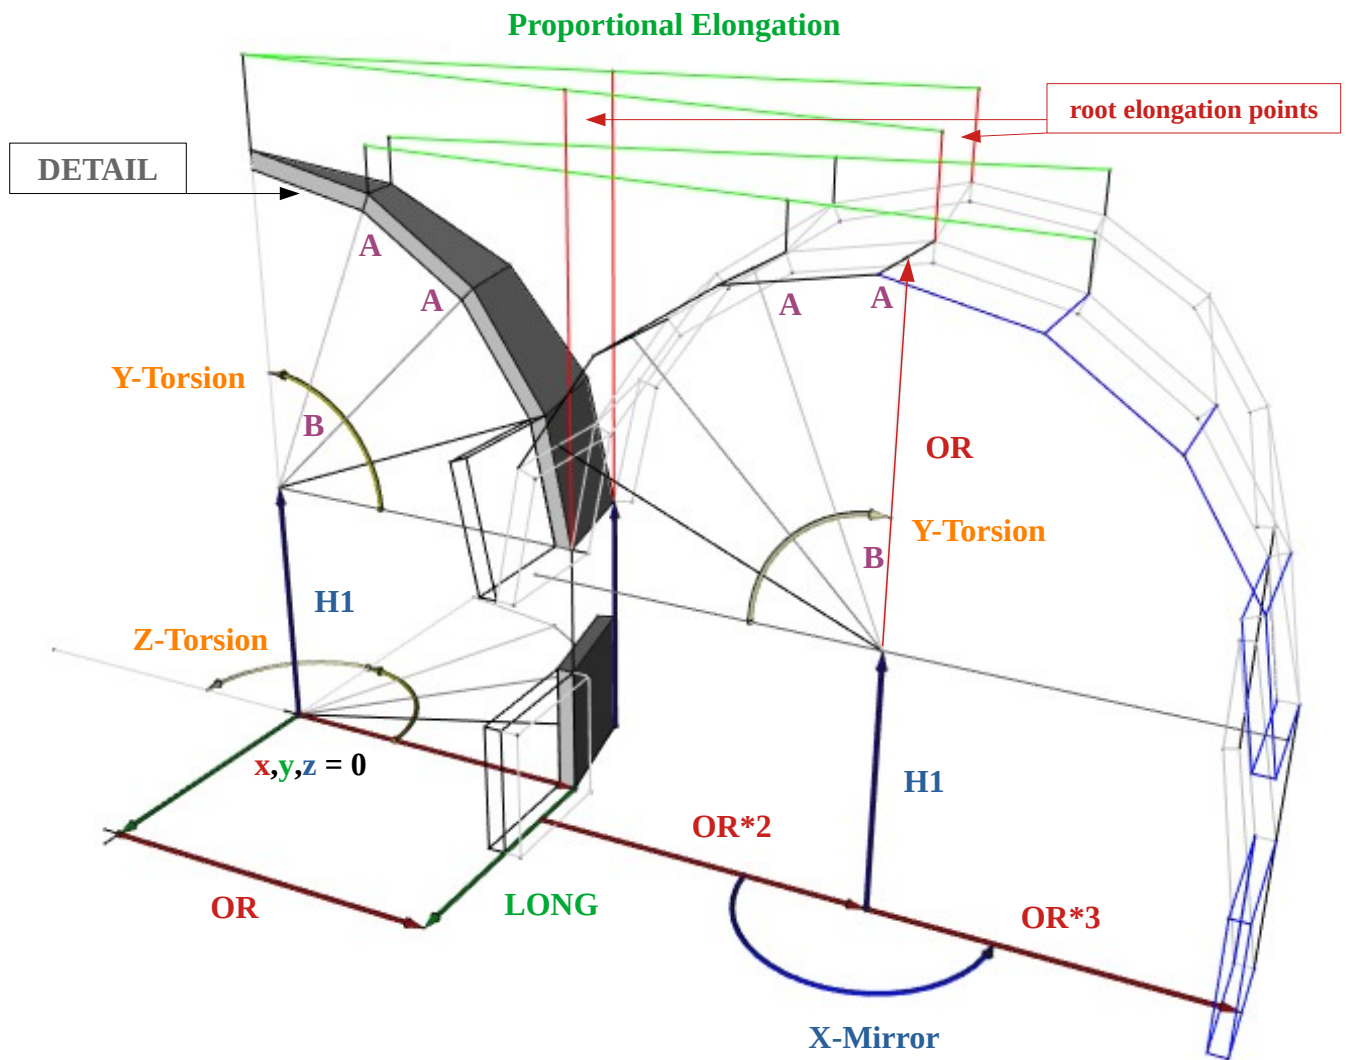 Proportional Elongation
root elongation points
DETAIL
A
A
A
A
Y-Torsion
B
OR
Y-Torsion
B
H1
Z-Torsion
x,y,z = 0
H1
OR*2
OR
LONG
OR*3
X-Mirror